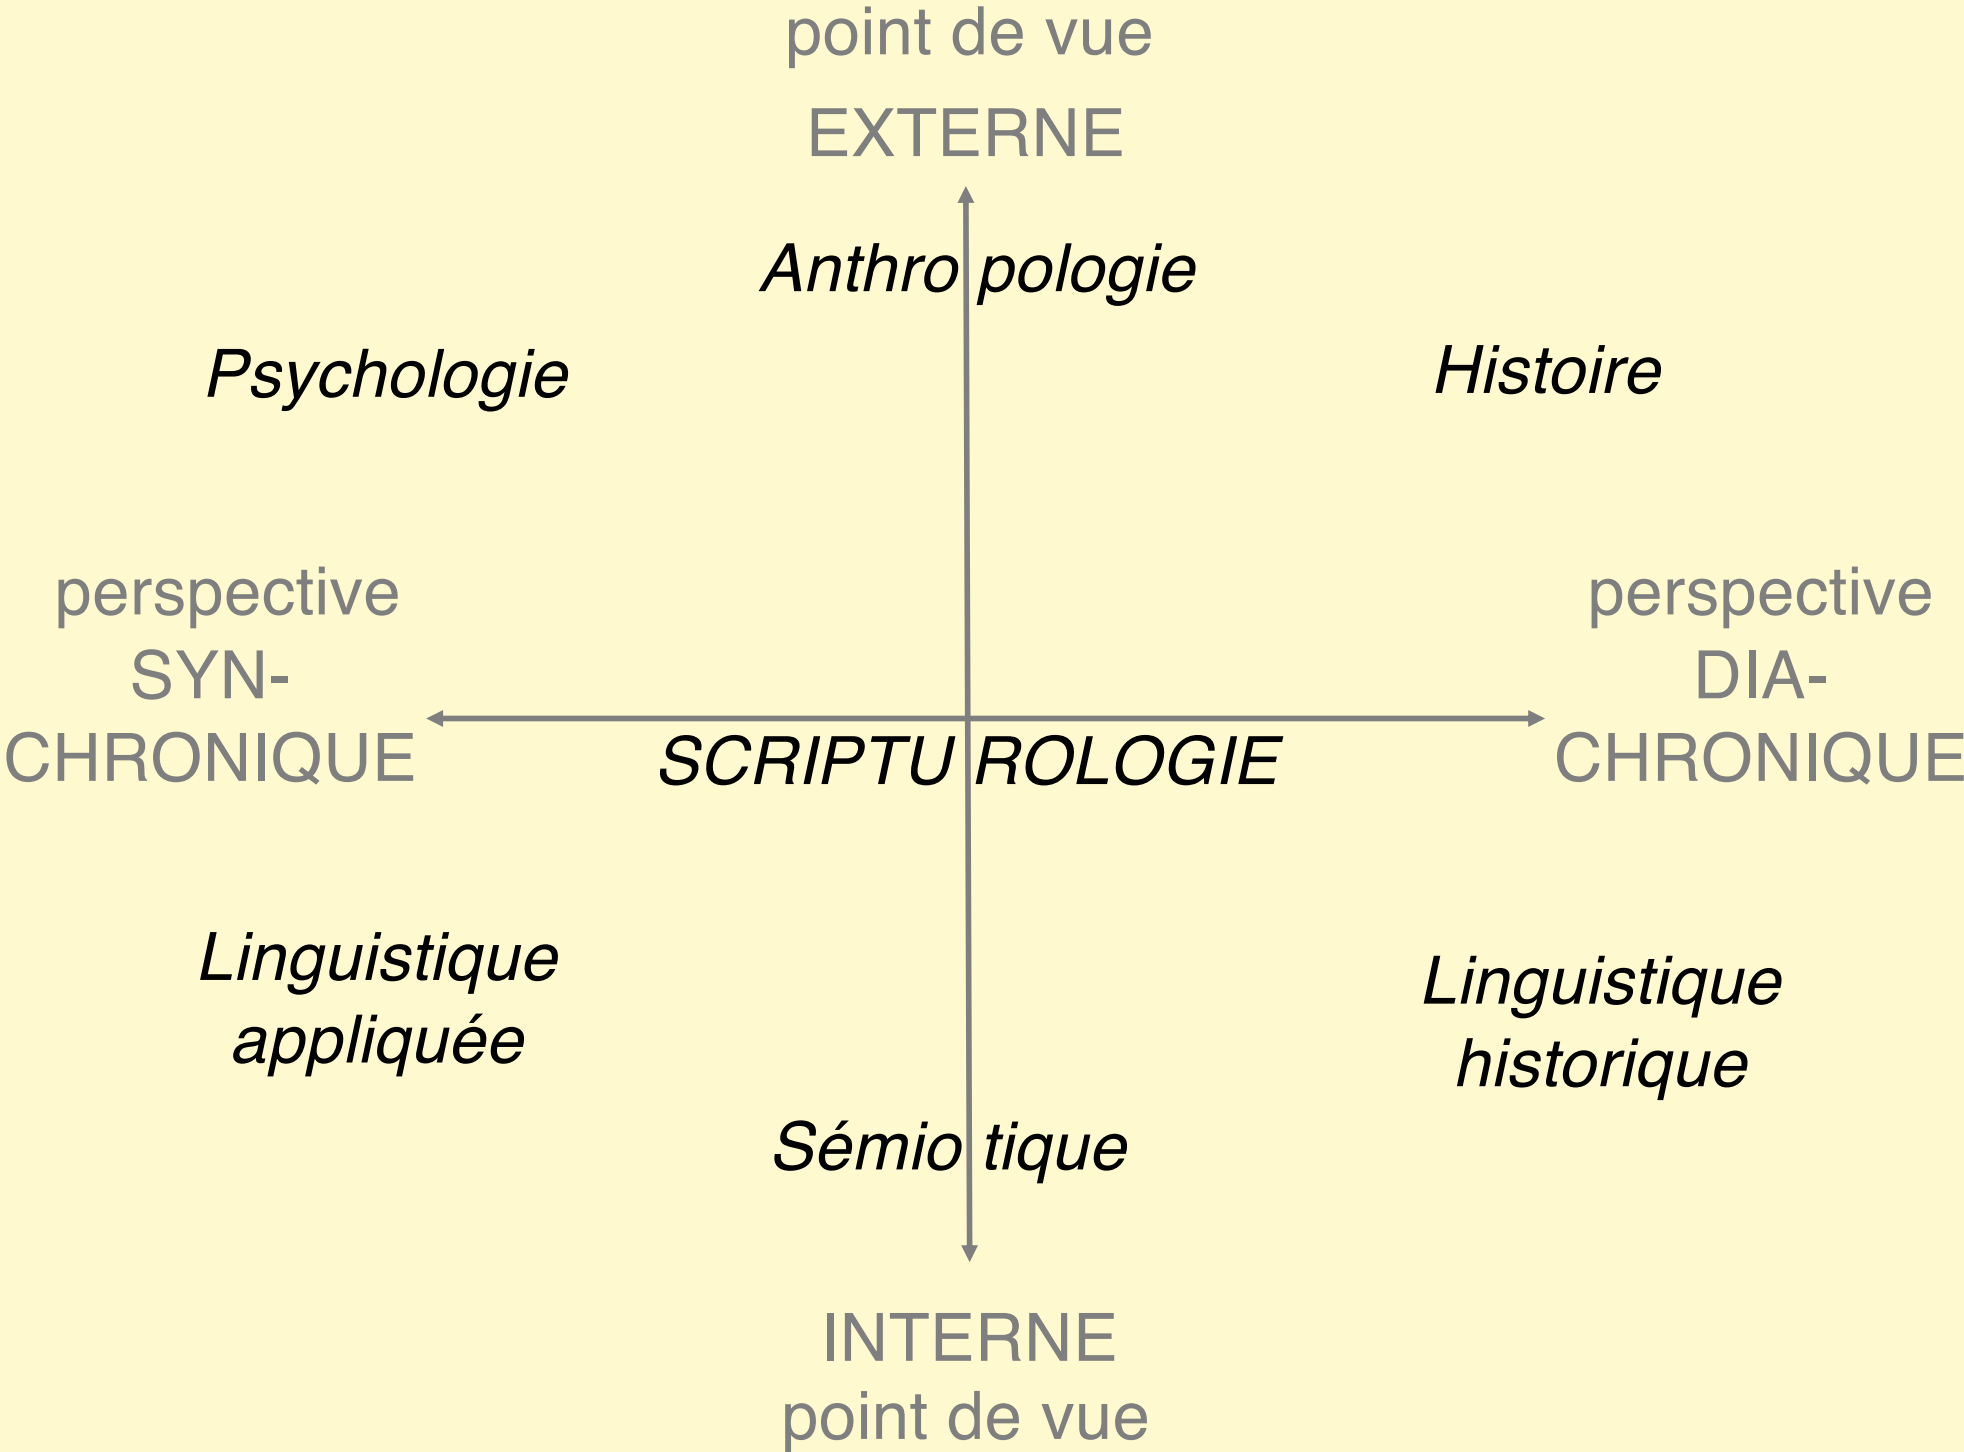 point de vue
EXTERNE
Anthro pologie
Psychologie
Histoire
perspective
SYN-
CHRONIQUE
perspective
DIA-
CHRONIQUE
SCRIPTU ROLOGIE
Linguistique
appliquée
Linguistique
historique
Sémio tique
INTERNE
point de vue